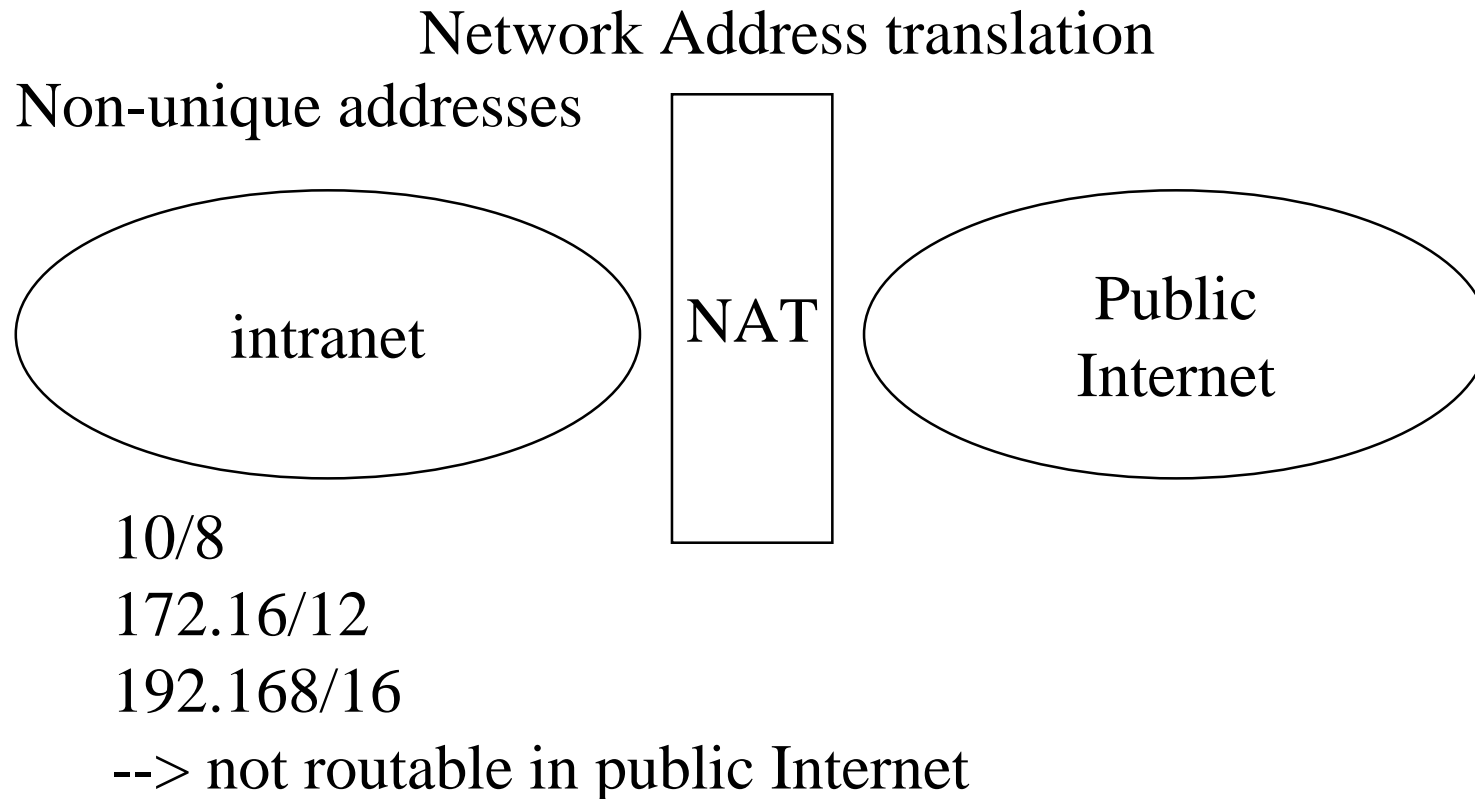 Network Address translation
Non-unique addresses
intranet
NAT
Public
Internet
10/8
172.16/12
192.168/16
--> not routable in public Internet